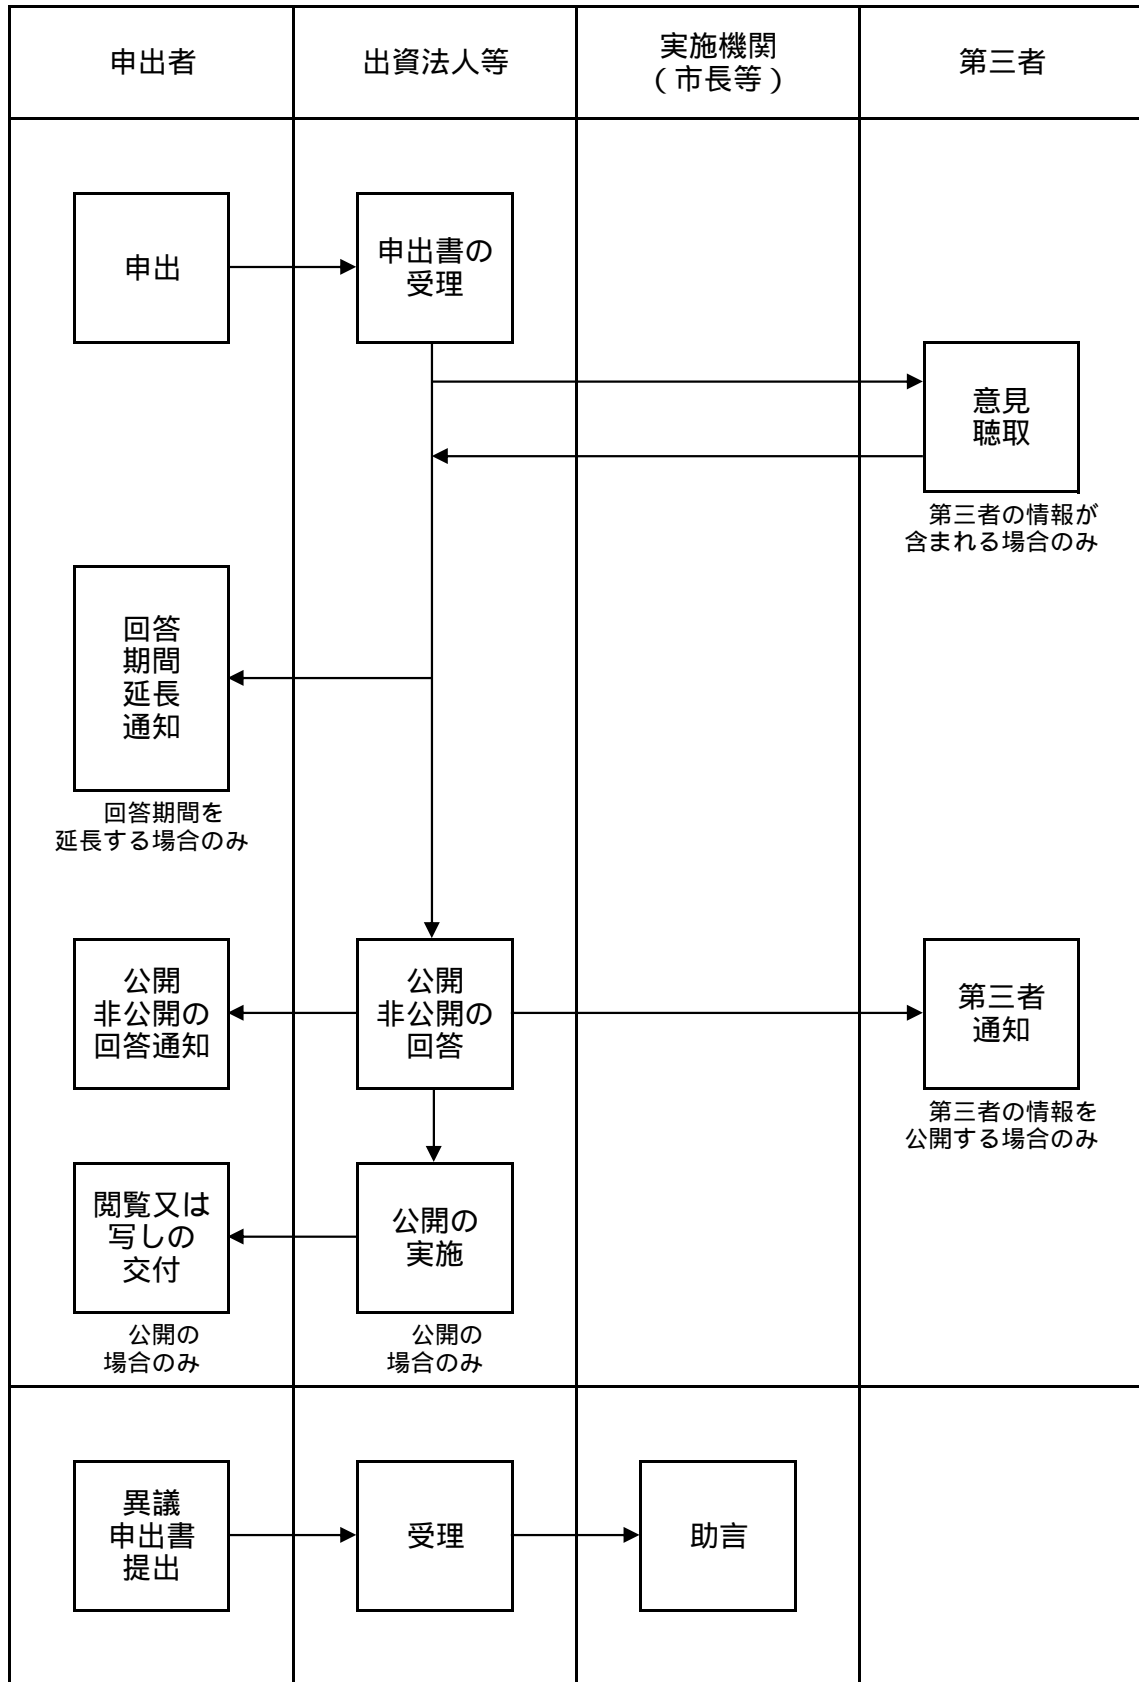 申出者
出資法人等
実施機関
（市長等）
第三者
申出
申出書の
受理
意見
聴取
第三者の情報が
含まれる場合のみ
回答
期間
延長
通知
回答期間を
延長する場合のみ
公開
非公開の
回答通知
公開
非公開の
回答
第三者
通知
第三者の情報を
公開する場合のみ
閲覧又は
写しの
交付
公開の
場合のみ
公開の
実施
公開の
場合のみ
異議
申出書
提出
受理
助言